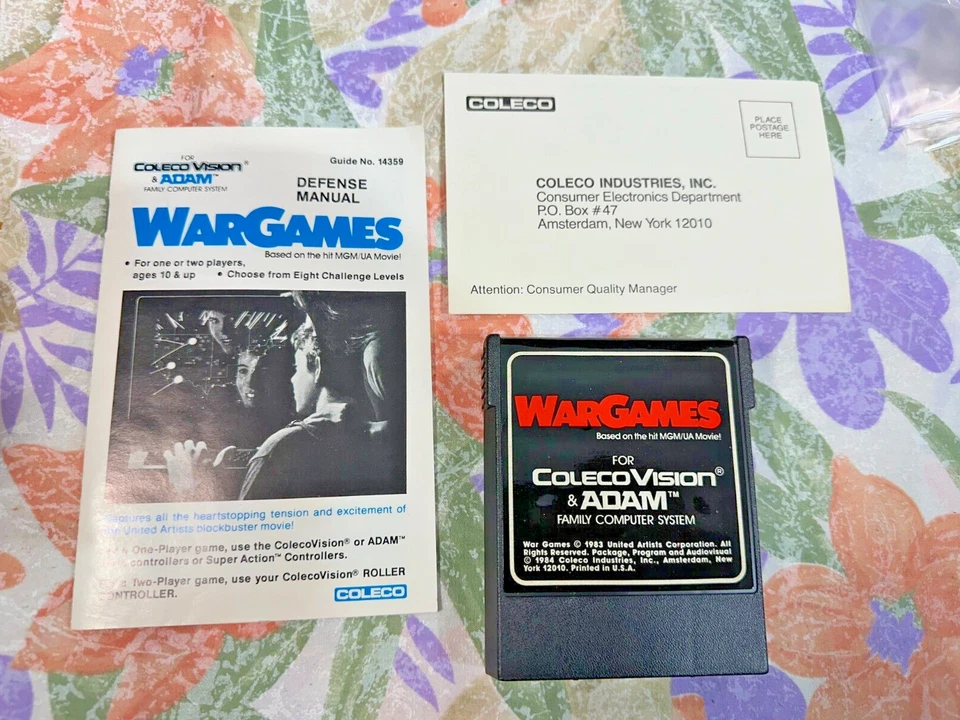 FOR
COLECOVISION®
& ADAM™
FAMILY COMPUTER SYSTEM
Guide No. 14359
DEFENSE
MANUAL
WARGAMES
Based on the hit MGM/UA Movie!
• For one or two players,
ages 10 & up • Choose from Eight Challenge Levels
all the heartstopping tension and excitement of
United Artists blockbuster movie!
One-Player game, use the ColecoVision® or ADAM™
controllers or Super Action™ Controllers.
Two-Player game, use your ColecoVision® ROLLER
COLECO
COLECO
PLACE
POSTAGE
HERE
COLECO INDUSTRIES, INC.
Consumer Electronics Department
P.O. Box #47
Amsterdam, New York 12010
Attention: Consumer Quality Manager
WARGAMES
Based on the hit MGM/UA Movie!
FOR
COLECOVISION®
& ADAM™
FAMILY COMPUTER SYSTEM
War Games © 1983 United Artists Corporation. All
Rights Reserved. Package, Program and Audiovisual
© 1984 Coleco Industries, Inc., Amsterdam, New
York 12010. Printed in U.S.A.